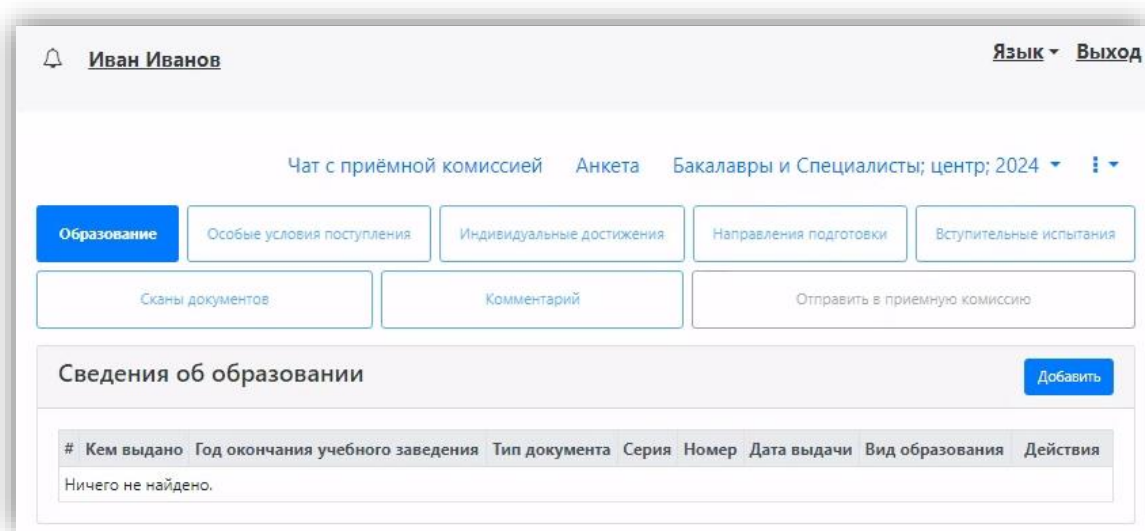 Иван Иванов Язык Выход
Чат с приёмной комиссией Анкета Бакалавры и Специалисты; центр; 2024
Образование Особые условия поступления Индивидуальные достижения Направления подготовки Вступительные испытания
Сканы документов Комментарий Отправить в приемную комиссию
Сведения об образовании Добавить
# Кем выдано Год окончания учебного заведения Тип документа Серия Номер Дата выдачи Вид образования Действия
Ничего не найдено.